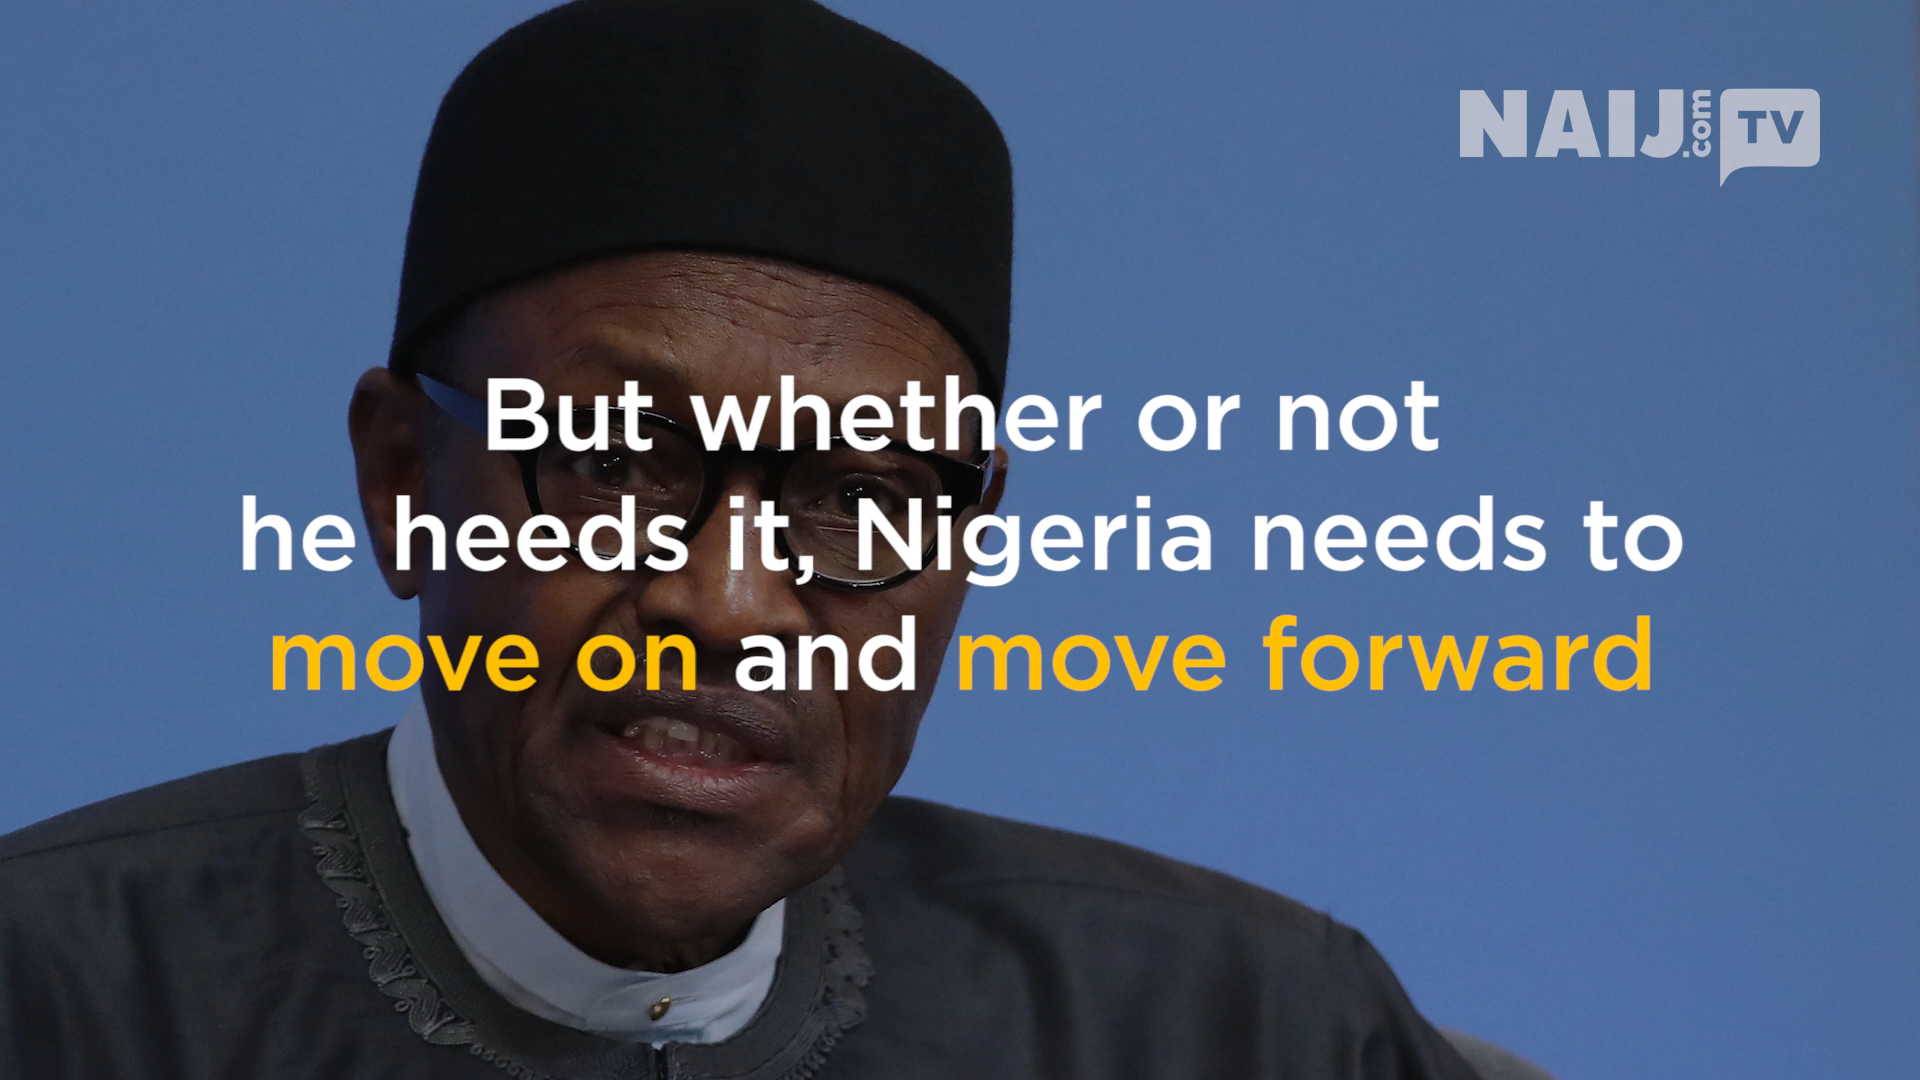 NAIJ.com TV
But whether or not
he heeds it, Nigeria needs to
move on and move forward